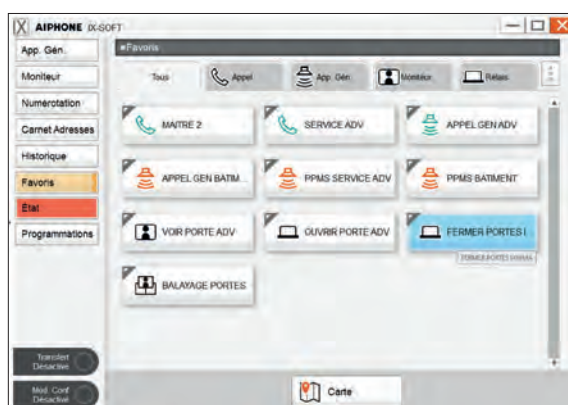 AIPHONE IX-SOFT
App. Gén.
Moniteur
Numérotation
Carnet Adresses
Historique
Favoris
État
Programmations
Transfert
Désactivé
Mod. Conf
Désactivé
Favoris
Tous
Appel
App. Gén.
Moniteur
Relais
MAITRE 2
SERVICE ADV
APPEL GEN ADV
APPEL GEN BATIM...
PPMS SERVICE ADV
PPMS BATIMENT
VOIR PORTE ADV
OUVRIR PORTE ADV
FERMER PORTES I...
FERMER PORTES
BALAYAGE PORTES
Carte